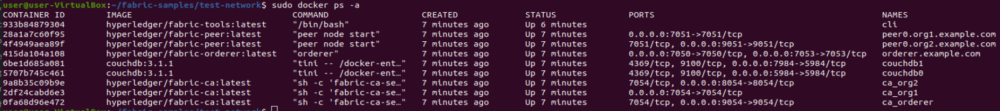 user@user-VirtualBox:~/fabric-samples/test-network$ sudo docker ps -a
CONTAINER ID IMAGE COMMAND CREATED STATUS PORTS NAMES
933b84879304 hyperledger/fabric-tools:latest "/bin/bash" 7 minutes ago Up 6 minutes cli
28a1a7c60f95 hyperledger/fabric-peer:latest "peer node start" 7 minutes ago Up 7 minutes 0.0.0.0:7051->7051/tcp peer0.org1.example.com
4f4949aea89f hyperledger/fabric-peer:latest "peer node start" 7 minutes ago Up 7 minutes 7051/tcp, 0.0.0.0:9051->9051/tcp peer0.org2.example.com
415da104a108 hyperledger/fabric-orderer:latest "orderer" 7 minutes ago Up 7 minutes 0.0.0.0:7050->7050/tcp, 0.0.0.0:7053->7053/tcp orderer.example.com
6be1d685a081 couchdb:3.1.1 "tini -- /docker-ent…" 7 minutes ago Up 7 minutes 4369/tcp, 9100/tcp, 0.0.0.0:7984->5984/tcp couchdb1
5707b745c461 couchdb:3.1.1 "tini -- /docker-ent…" 7 minutes ago Up 7 minutes 4369/tcp, 9100/tcp, 0.0.0.0:5984->5984/tcp couchdb0
9a8b35c09b9e hyperledger/fabric-ca:latest "sh -c 'fabric-ca-se…" 7 minutes ago Up 7 minutes 7054/tcp, 0.0.0.0:8054->8054/tcp ca_org2
2df24cabd6e3 hyperledger/fabric-ca:latest "sh -c 'fabric-ca-se…" 7 minutes ago Up 7 minutes 0.0.0.0:7054->7054/tcp ca_org1
0fa68d96e472 hyperledger/fabric-ca:latest "sh -c 'fabric-ca-se…" 7 minutes ago Up 7 minutes 7054/tcp, 0.0.0.0:9054->9054/tcp ca_orderer
user@user-VirtualBox:~/fabric-samples/test-network$